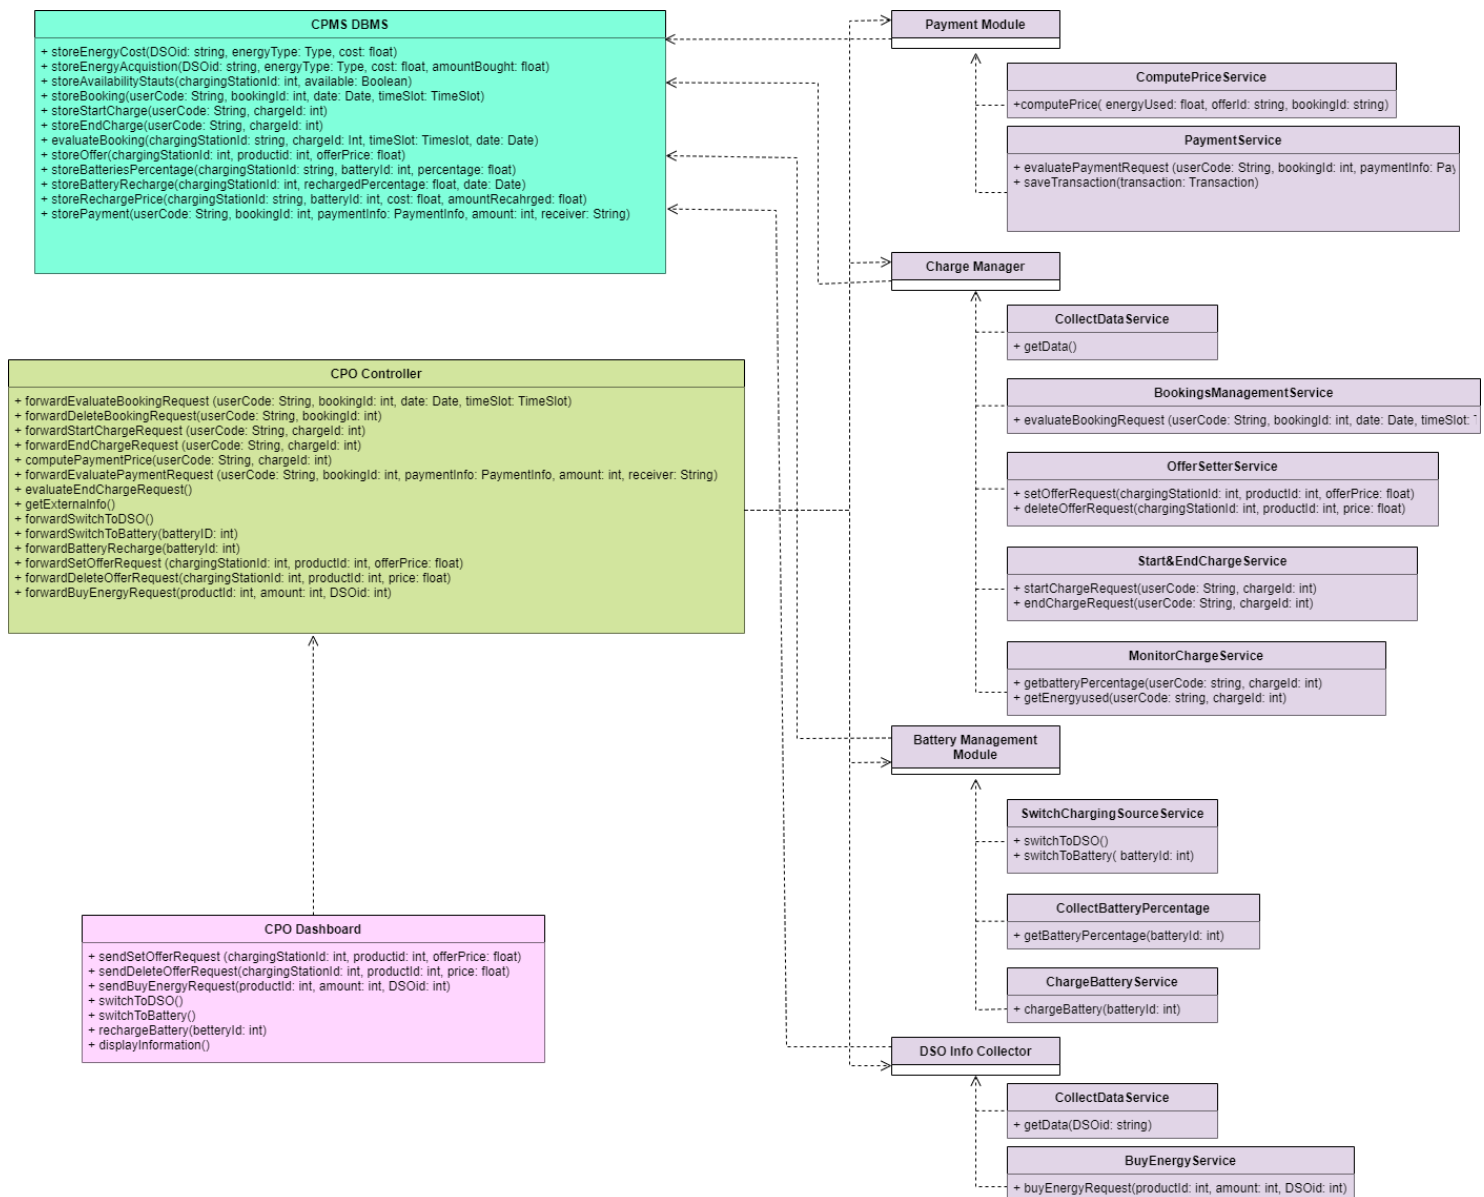 CPMS DBMS
+ storeEnergyCost(DSOid: string, energyType: Type, cost: float)
+ storeEnergyAcquistion(DSOid: string, energyType: Type, cost: float, amountBought: float)
+ storeAvailabilityStauts(chargingStationId: int, available: Boolean)
+ storeBooking(userCode: String, bookingId: int, date: Date, timeSlot: TimeSlot)
+ storeStartCharge(userCode: String, chargeId: int)
+ storeEndCharge(userCode: String, chargeId: int)
+ evaluateBooking(chargingStationId: string, chargeId: Int, timeSlot: Timeslot, date: Date)
+ storeOffer(chargingStationId: int, productid: int, offerPrice: float)
+ storeBatteriesPercentage(chargingStationId: string, batteryId: int, percentage: float)
+ storeBatteryRecharge(chargingStationId: int, rechargedPercentage: float, date: Date)
+ storeRechargePrice(chargingStationId: string, batteryId: int, cost: float, amountRecahrged: float)
+ storePayment(userCode: String, bookingId: int, paymentInfo: PaymentInfo, amount: int, receiver: String)
CPO Controller
+ forwardEvaluateBookingRequest (userCode: String, bookingId: int, date: Date, timeSlot: TimeSlot)
+ forwardDeleteBookingRequest(userCode: String, bookingId: int)
+ forwardStartChargeRequest (userCode: String, chargeId: int)
+ forwardEndChargeRequest (userCode: String, chargeId: int)
+ computePaymentPrice(userCode: String, chargeId: int)
+ forwardEvaluatePaymentRequest (userCode: String, bookingId: int, paymentInfo: PaymentInfo, amount: int, receiver: String)
+ evaluateEndChargeRequest()
+ getExternalInfo()
+ forwardSwitchToDSO()
+ forwardSwitchToBattery(batteryID: int)
+ forwardBatteryRecharge(batteryId: int)
+ forwardSetOfferRequest (chargingStationId: int, productId: int, offerPrice: float)
+ forwardDeleteOfferRequest(chargingStationId: int, productId: int, price: float)
+ forwardBuyEnergyRequest(productId: int, amount: int, DSOid: int)
CPO Dashboard
+ sendSetOfferRequest (chargingStationId: int, productid: int, offerPrice: float)
+ sendDeleteOfferRequest(chargingStationId: int, productId: int, price: float)
+ sendBuyEnergyRequest(productId: int, amount: int, DSOid: int)
+ switchToDSO()
+ switchToBattery()
+ rechargeBattery(betteryId: int)
+ displayInformation()
Payment Module
ComputePriceService
+computePrice( energyUsed: float, offerId: string, bookingId: string)
PaymentService
+ evaluatePaymentRequest (userCode: String, bookingId: int, paymentInfo: Pay
+ saveTransaction(transaction: Transaction)
Charge Manager
CollectDataService
+ getData()
BookingsManagementService
+ evaluateBookingRequest (userCode: String, bookingId: int, date: Date, timeSlot: T
OfferSetterService
+ setOfferRequest(chargingStationId: int, productId: int, offerPrice: float)
+ deleteOfferRequest(chargingStationId: int, productId: int, price: float)
Start&EndChargeService
+ startChargeRequest(userCode: String, chargeId: int)
+ endChargeRequest(userCode: String, chargeId: int)
MonitorChargeService
+ getbatteryPercentage(userCode: string, chargeId: int)
+ getEnergyused(userCode: string, chargeId: int)
Battery Management
Module
SwitchChargingSourceService
+ switchToDSO()
+ switchToBattery( batteryId: int)
CollectBatteryPercentage
+ getBatteryPercentage(batteryId: int)
ChargeBatteryService
+ chargeBattery(batteryId: int)
DSO Info Collector
CollectDataService
+ getData(DSOid: string)
BuyEnergyService
+ buyEnergyRequest(productId: int, amount: int, DSOid: int)